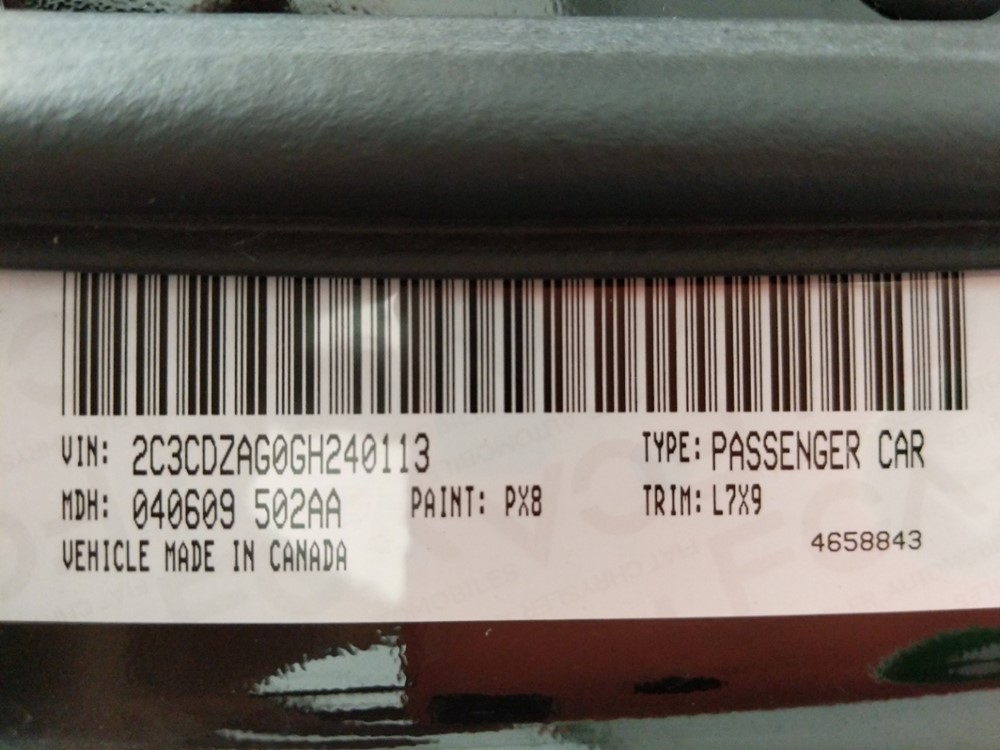 VIN: 2C3CDZAG0GH240113 TYPE: PASSENGER CAR
MDH: 040609 502AA PAINT: PX8 TRIM: L7X9
VEHICLE MADE IN CANADA 4658843